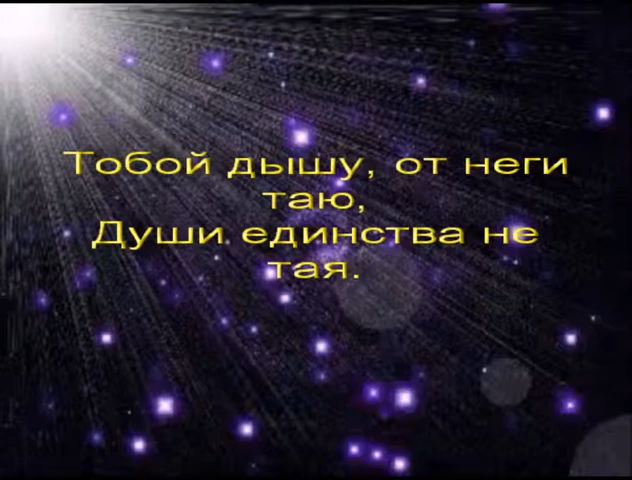 Тобой дышу, от неги
таю,
Души единства не
тая.